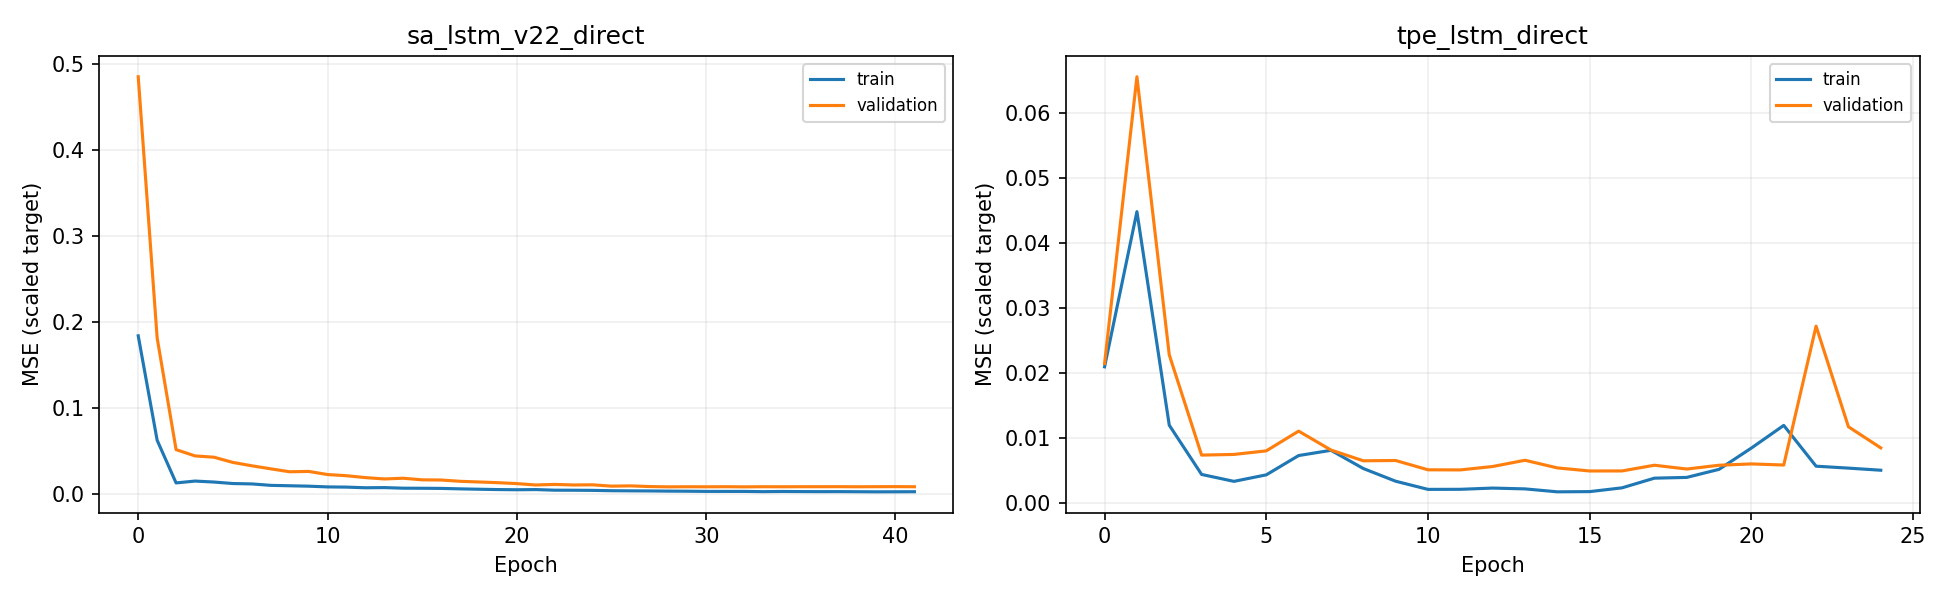 sa_lstm_v22_direct
train
validation
MSE (scaled target)
0.5
0.4
0.3
0.2
0.1
0.0
0 10 20 30 40
Epoch
tpe_lstm_direct
train
validation
MSE (scaled target)
0.06
0.05
0.04
0.03
0.02
0.01
0.00
0 5 10 15 20 25
Epoch